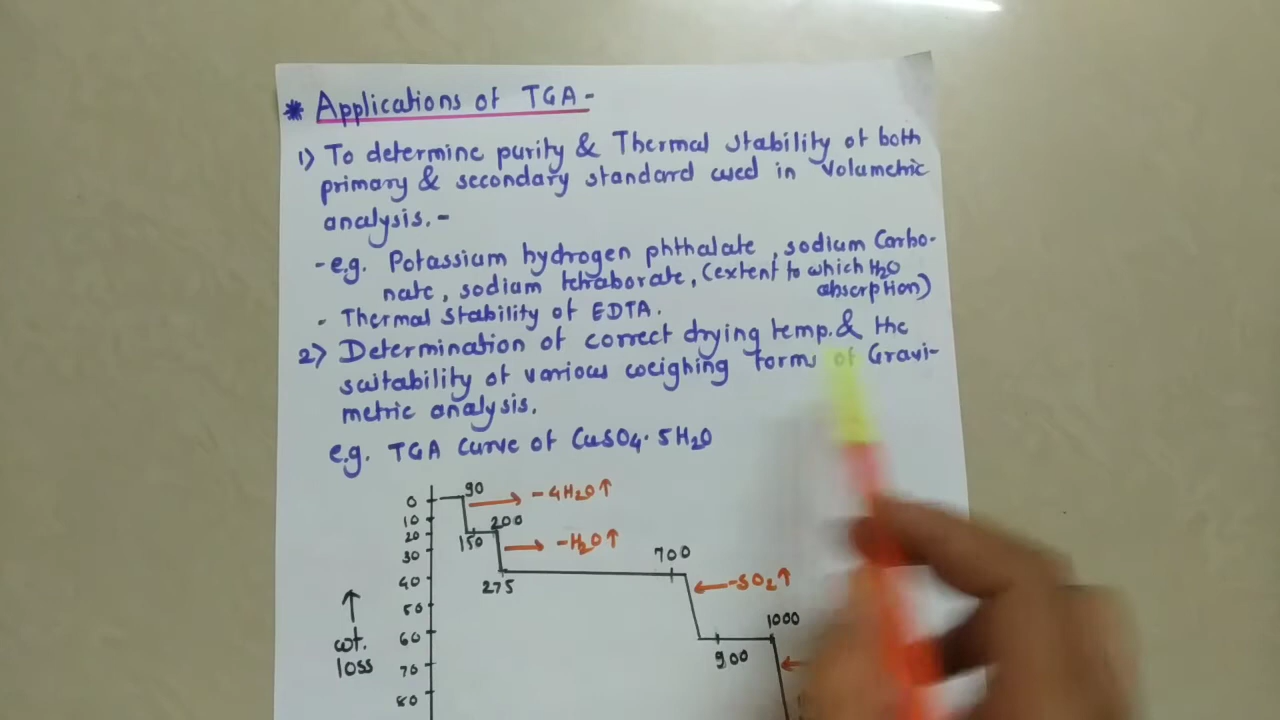 * Applications of TGA -
1) To determine purity & Thermal stability of both
primary & secondary standard used in volumetric
analysis. -
- e.g. Potassium hydrogen phthalate, sodium Carbo-
nate, sodium tetraborate, (extent to which H2O
absorption)
- Thermal stability of EDTA.
2) Determination of correct drying temp. & the
suitability of various weighing forms of Gravi-
metric analysis.
e.g. TGA curve of CuSO4·5H2O
0
90
-4H2O↑
10
20
150
200
-H2O↑
30
275
700
40
-SO2↑
50
60
900
1000
↑
wt.
loss
70
80